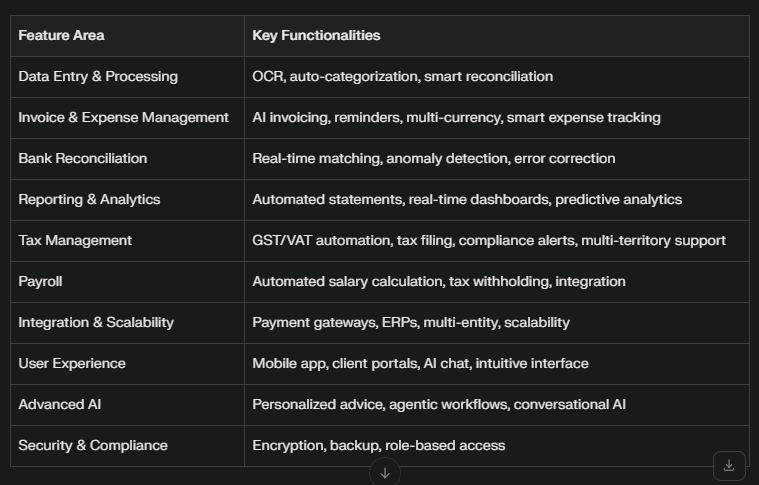 Feature Area Key Functionalities
Data Entry & Processing OCR, auto-categorization, smart reconciliation
Invoice & Expense Management AI invoicing, reminders, multi-currency, smart expense tracking
Bank Reconciliation Real-time matching, anomaly detection, error correction
Reporting & Analytics Automated statements, real-time dashboards, predictive analytics
Tax Management GST/VAT automation, tax filing, compliance alerts, multi-territory support
Payroll Automated salary calculation, tax withholding, integration
Integration & Scalability Payment gateways, ERPs, multi-entity, scalability
User Experience Mobile app, client portals, AI chat, intuitive interface
Advanced AI Personalized advice, agentic workflows, conversational AI
Security & Compliance Encryption, backup, role-based access